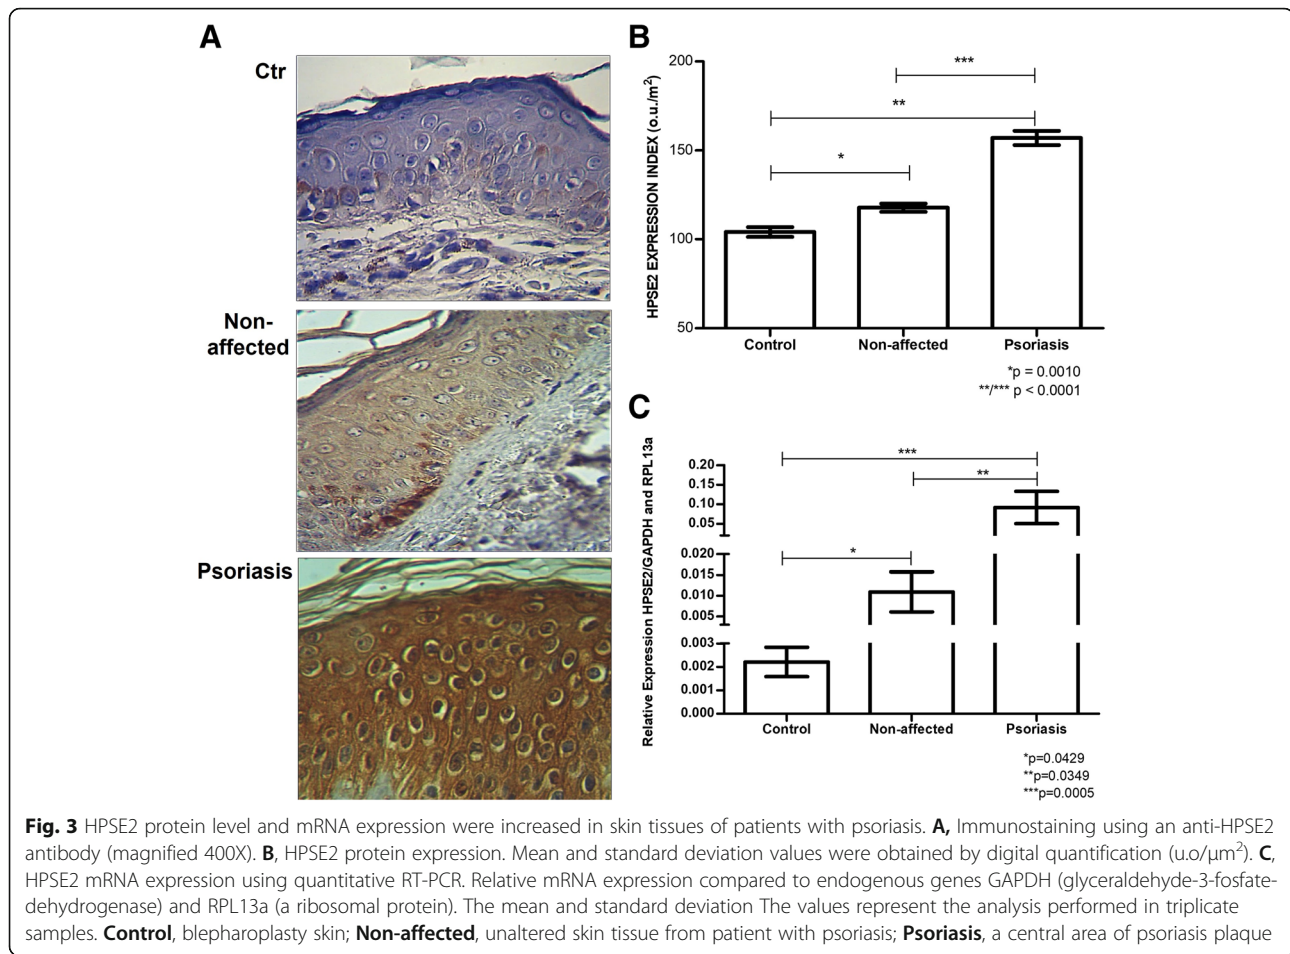 A
Ctr
Non-
affected
Psoriasis
B
HPSE2 EXPRESSION INDEX (o.u./m²)
200
150
100
50
***
**
*
Control Non-affected Psoriasis
*p = 0.0010
**/*** p < 0.0001
C
Relative Expression HPSE2/GAPDH and RPL13a
0.20
0.15
0.10
0.05
0.020
0.015
0.010
0.005
0.003
0.002
0.001
0.000
***
**
*
Control Non-affected Psoriasis
*p=0.0429
**p=0.0349
***p=0.0005
Fig. 3 HPSE2 protein level and mRNA expression were increased in skin tissues of patients with psoriasis. A, Immunostaining using an anti-HPSE2
antibody (magnified 400X). B, HPSE2 protein expression. Mean and standard deviation values were obtained by digital quantification (u.o/µm²). C,
HPSE2 mRNA expression using quantitative RT-PCR. Relative mRNA expression compared to endogenous genes GAPDH (glyceraldehyde-3-fosfate-
dehydrogenase) and RPL13a (a ribosomal protein). The mean and standard deviation The values represent the analysis performed in triplicate
samples. Control, blepharoplasty skin; Non-affected, unaltered skin tissue from patient with psoriasis; Psoriasis, a central area of psoriasis plaque